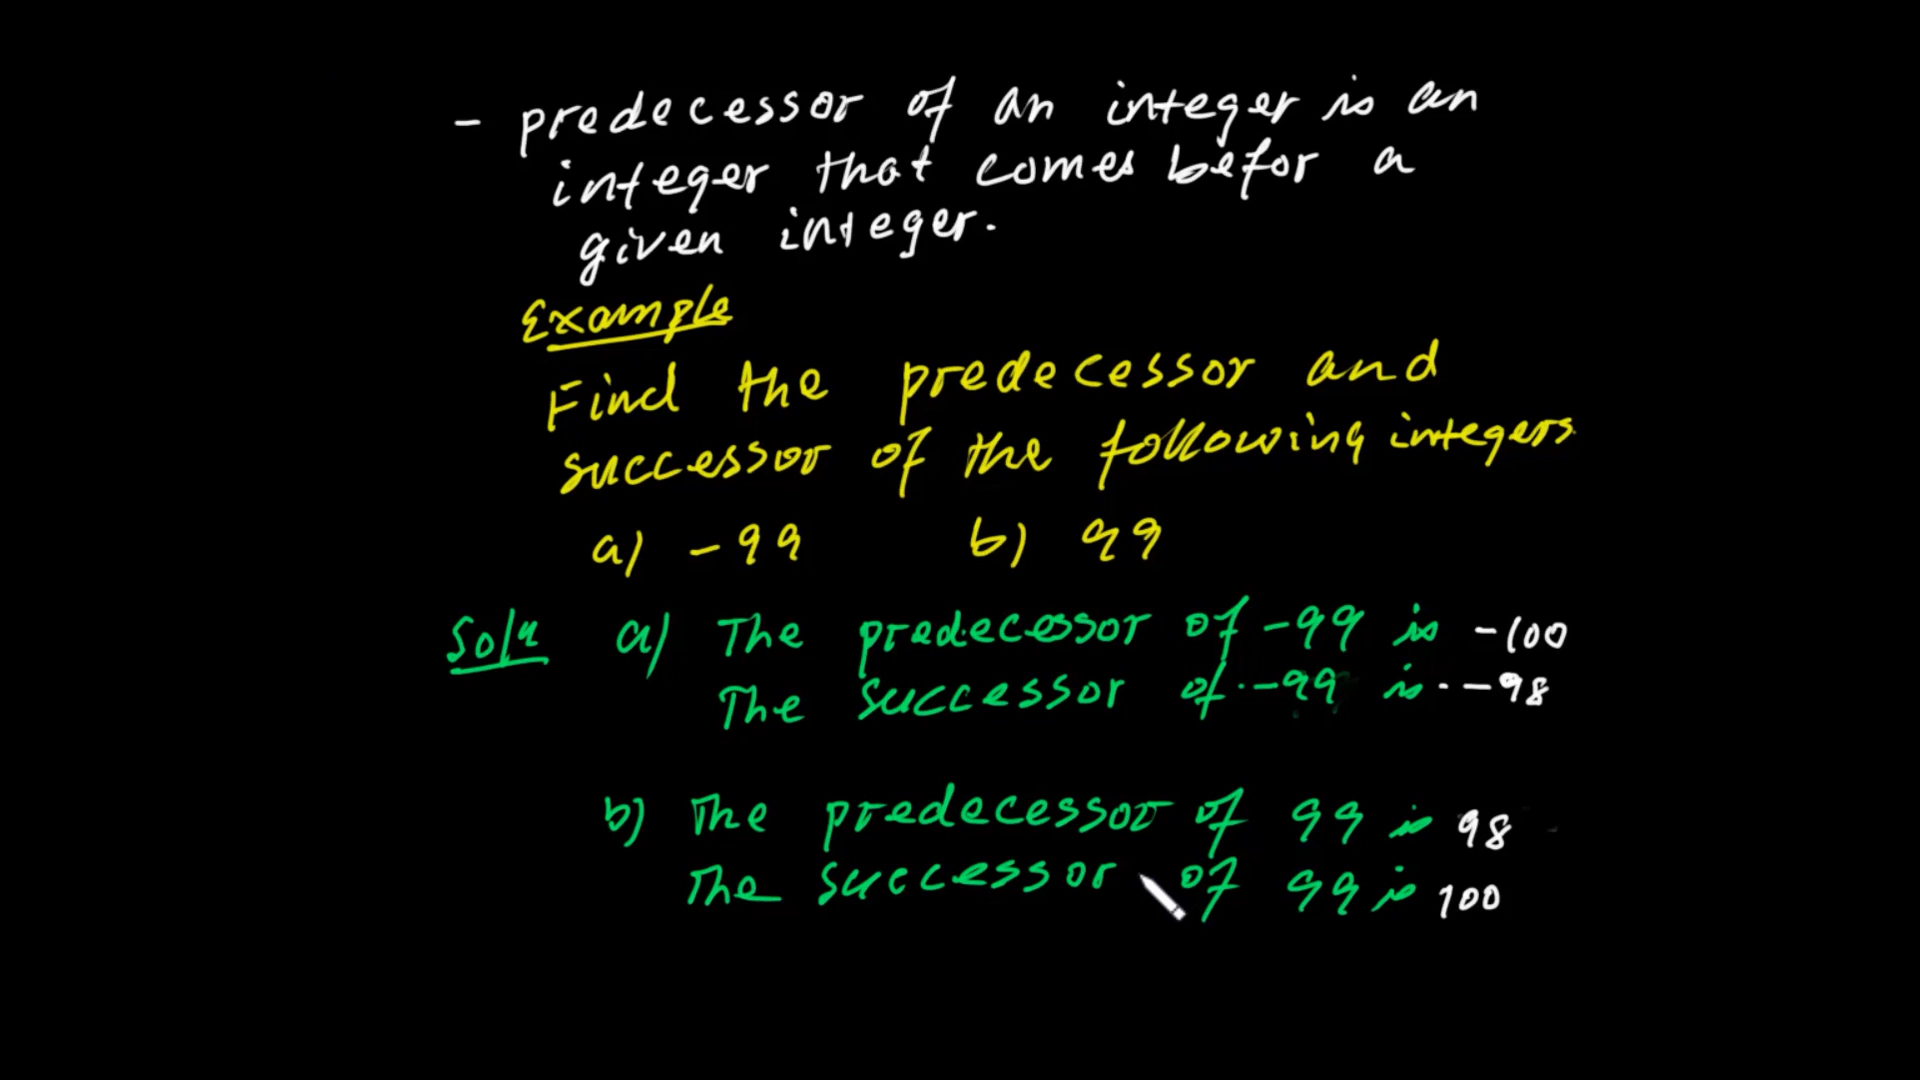 - predecessor of an integer is an
integer that comes befor a
given integer.
Example
Find the predecessor and
successor of the following integers
a) -99 b) 99
Soln a) The predecessor of -99 is -100
The successor of -99 is -98
b) The predecessor of 99 is 98
The successor of 99 is 100